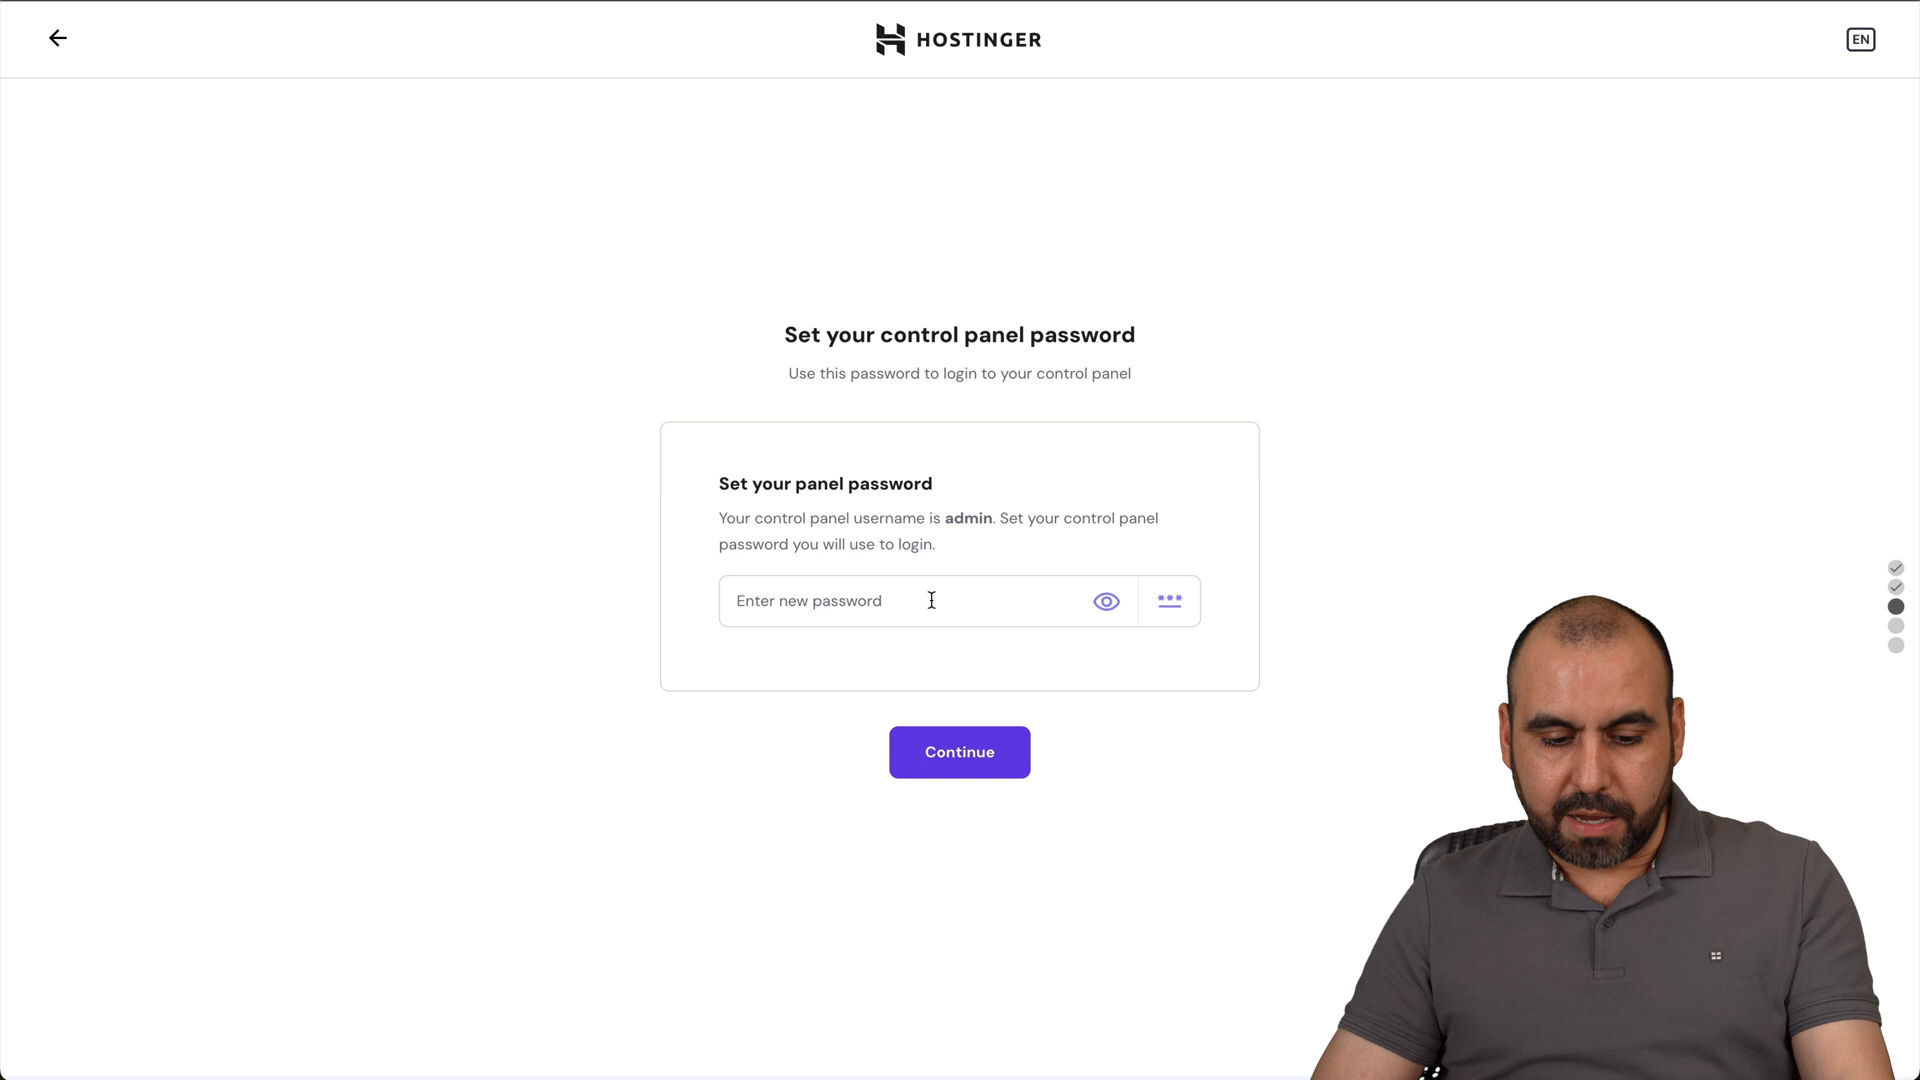 HOSTINGER
EN
Set your control panel password
Use this password to login to your control panel
Set your panel password
Your control panel username is admin. Set your control panel
password you will use to login.
Enter new password
***
Continue